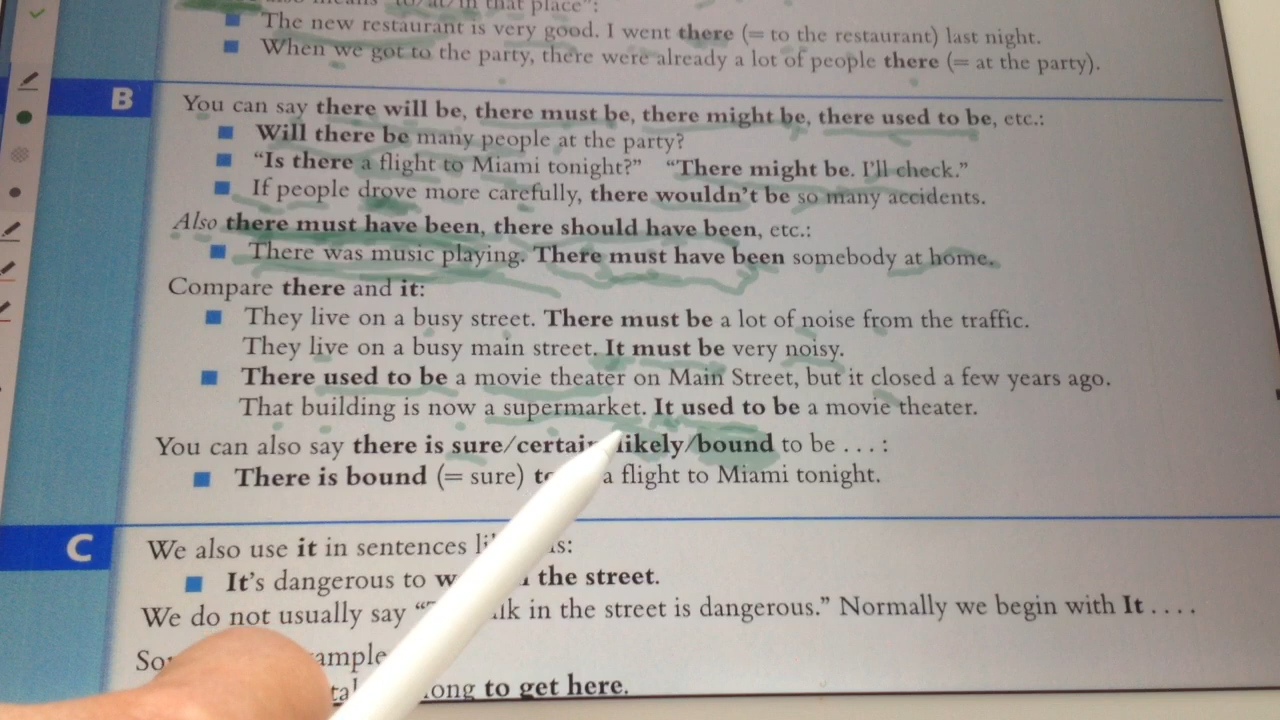 also means "to/at/in that place":
The new restaurant is very good. I went there (= to the restaurant) last night.
When we got to the party, there were already a lot of people there (= at the party).
B
You can say there will be, there must be, there might be, there used to be, etc.:
Will there be many people at the party?
"Is there a flight to Miami tonight?" "There might be. I'll check."
If people drove more carefully, there wouldn't be so many accidents.
Also there must have been, there should have been, etc.:
There was music playing. There must have been somebody at home.
Compare there and it:
They live on a busy street. There must be a lot of noise from the traffic.
They live on a busy main street. It must be very noisy.
There used to be a movie theater on Main Street, but it closed a few years ago.
That building is now a supermarket. It used to be a movie theater.
You can also say there is sure/certain likely/bound to be . . . :
There is bound (= sure) to a flight to Miami tonight.
C
We also use it in sentences
It's dangerous to the street.
We do not usually say in the street is dangerous." Normally we begin with It . . . .
to get here.